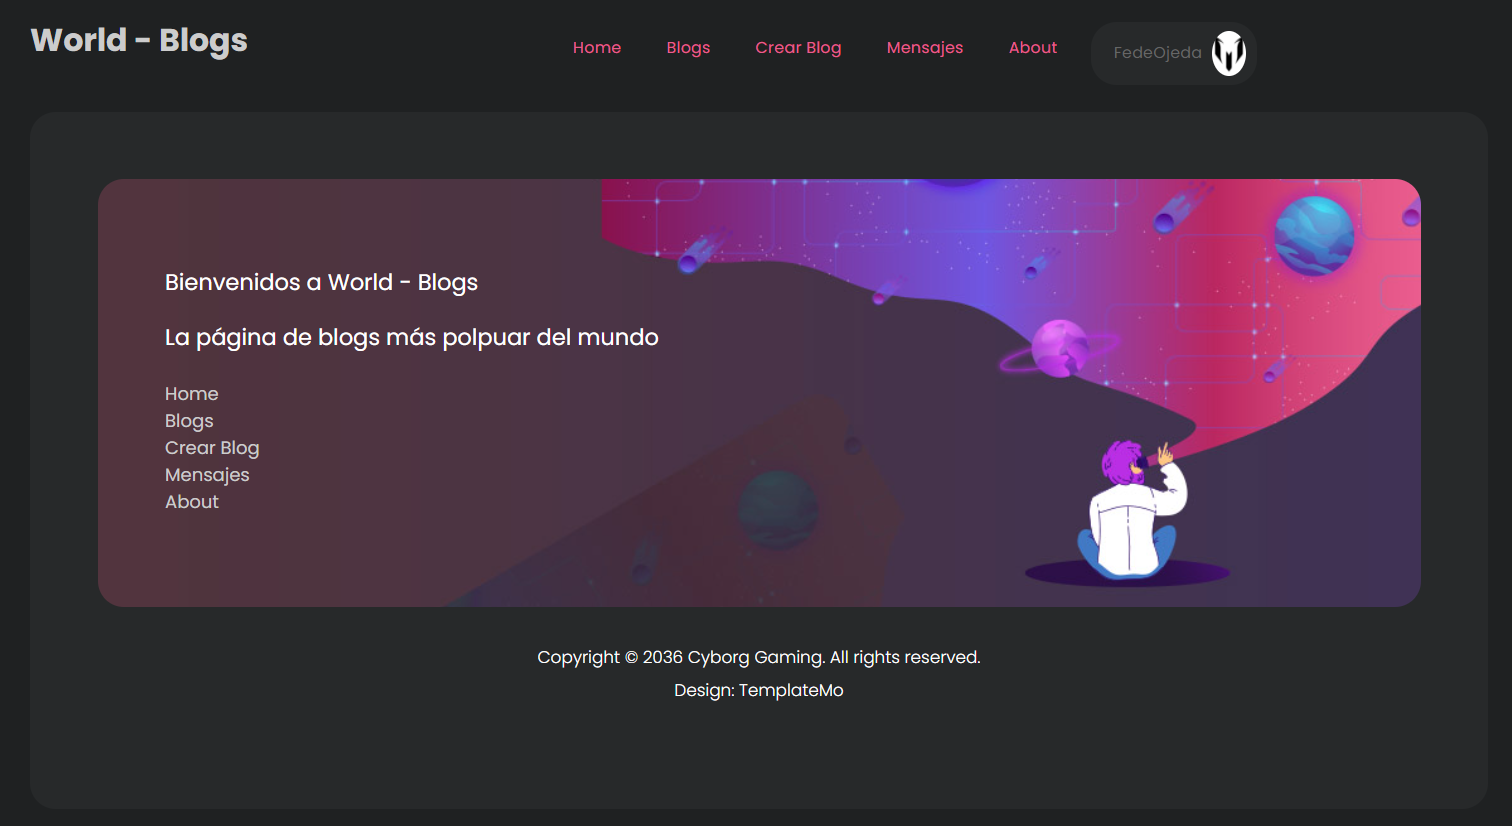 World - Blogs
Home Blogs Crear Blog Mensajes About FedeOjeda
Bienvenidos a World - Blogs
La página de blogs más polpuar del mundo
Home
Blogs
Crear Blog
Mensajes
About
Copyright © 2036 Cyborg Gaming. All rights reserved.
Design: TemplateMo